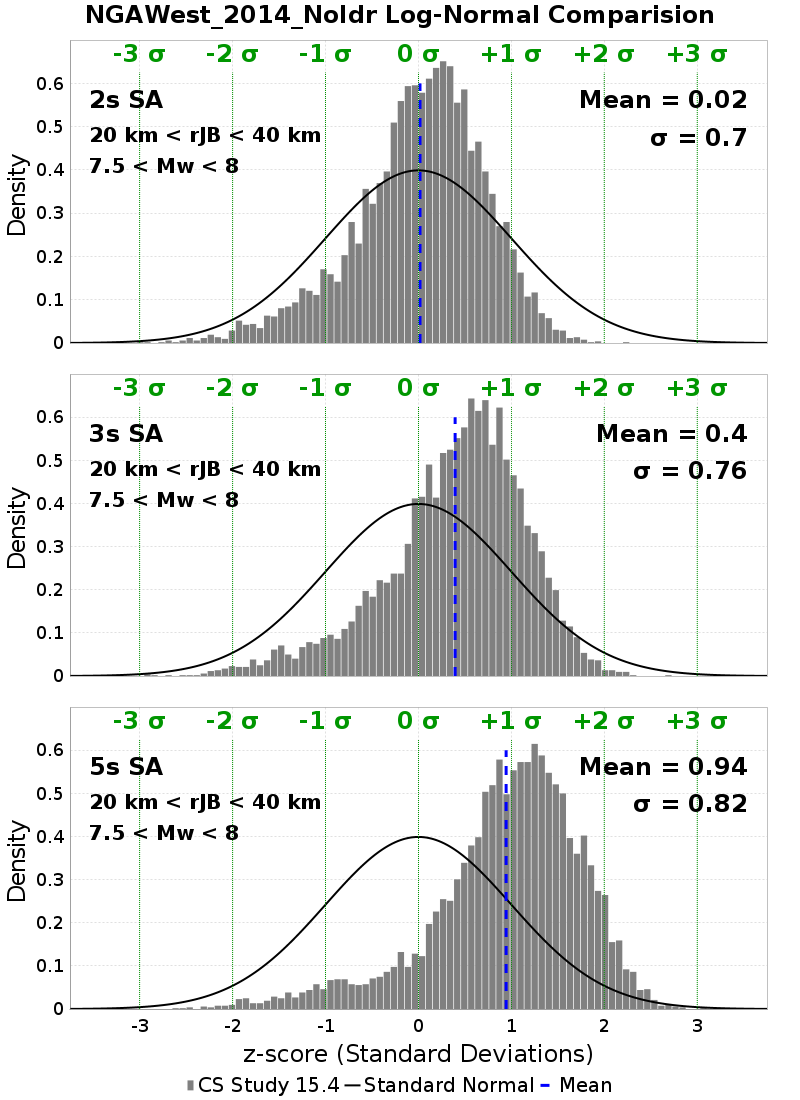 NGAWest_2014_NoIdr Log-Normal Comparision
-3 σ -2 σ -1 σ 0 σ +1 σ +2 σ +3 σ
2s SA
Mean = 0.02
20 km < rJB < 40 km
σ = 0.7
7.5 < Mw < 8
Density
0.6
0.5
0.4
0.3
0.2
0.1
0
-3 σ -2 σ -1 σ 0 σ +1 σ +2 σ +3 σ
3s SA
Mean = 0.4
20 km < rJB < 40 km
σ = 0.76
7.5 < Mw < 8
Density
0.6
0.5
0.4
0.3
0.2
0.1
0
-3 σ -2 σ -1 σ 0 σ +1 σ +2 σ +3 σ
5s SA
Mean = 0.94
20 km < rJB < 40 km
σ = 0.82
7.5 < Mw < 8
Density
0.6
0.5
0.4
0.3
0.2
0.1
0
-3 -2 -1 0 1 2 3
z-score (Standard Deviations)
CS Study 15.4 Standard Normal Mean